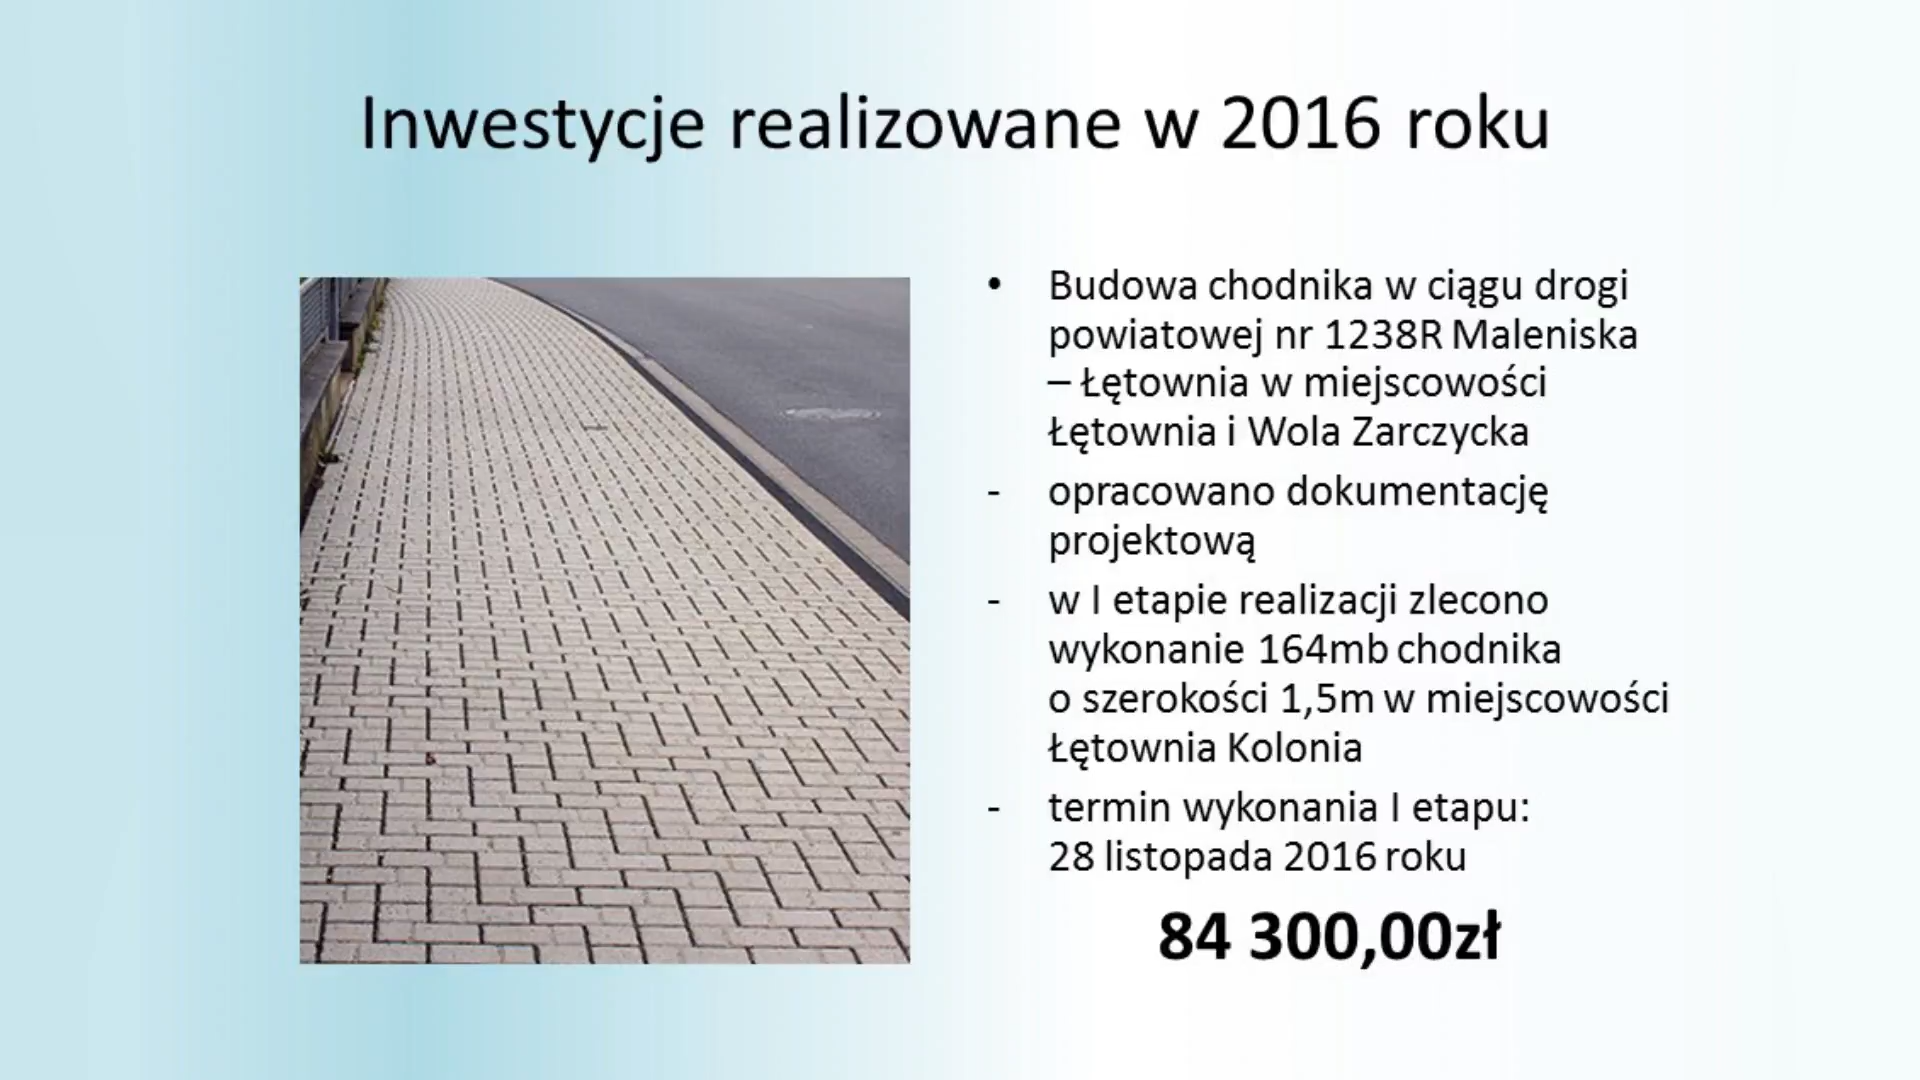 Inwestycje realizowane w 2016 roku
• Budowa chodnika w ciągu drogi
powiatowej nr 1238R Maleniska
– Łętownia w miejscowości
Łętownia i Wola Zarczycka
- opracowano dokumentację
projektową
- w I etapie realizacji zlecono
wykonanie 164mb chodnika
o szerokości 1,5m w miejscowości
Łętownia Kolonia
- termin wykonania I etapu:
28 listopada 2016 roku
84 300,00zł